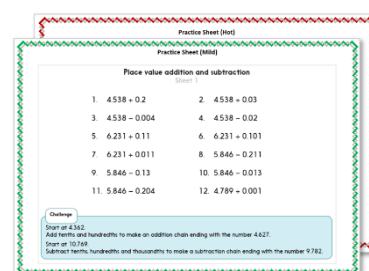 Practice Sheet (Hot)
Practice Sheet (Mild)
Place value addition and subtraction
Sheet 1
1. 4.538 + 0.2 2. 4.538 + 0.03
3. 4.538 – 0.004 4. 4.538 – 0.02
5. 6.231 + 0.11 6. 6.231 + 0.101
7. 6.231 + 0.011 8. 5.846 – 0.211
9. 5.846 – 0.13 10. 5.846 – 0.013
11. 5.846 – 0.204 12. 4.789 + 0.001
Challenge
Start at 4.362.
Add tenths and hundredths to make an addition chain ending with the number 4.627.
Start at 10.769.
Subtract tenths, hundredths and thousandths to make a subtraction chain ending with the number 9.782.